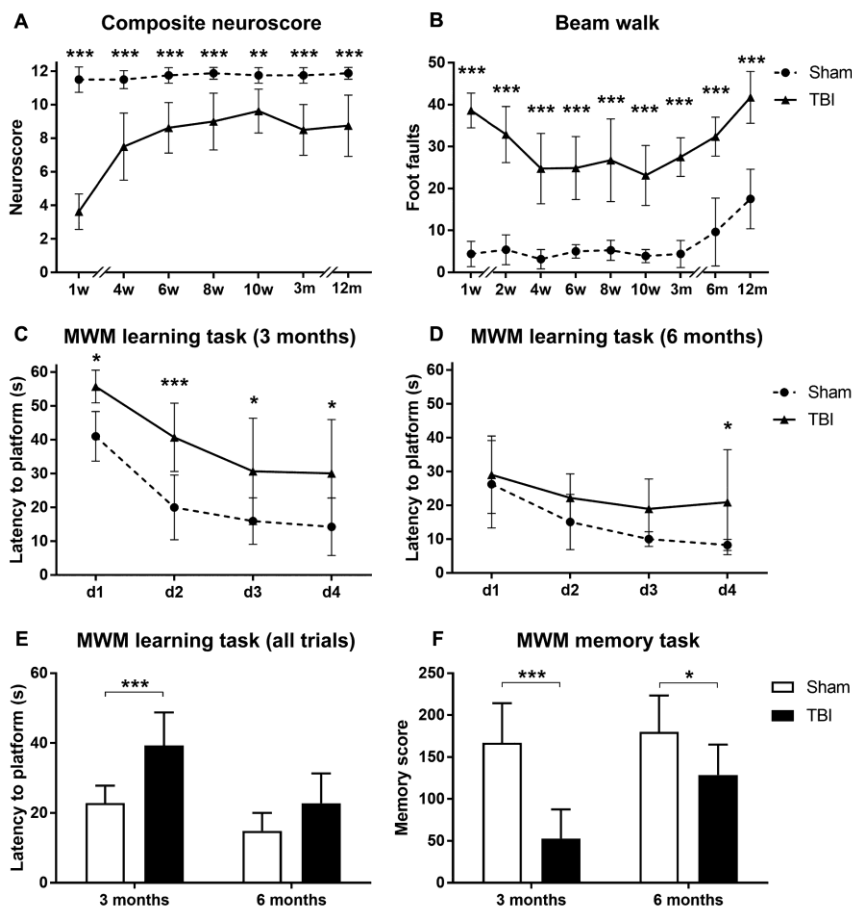 A Composite neuroscore
*** *** *** *** ** *** ***
12
10
8
6
4
2
0
Neuroscore
1w 4w 6w 8w 10w 3m 12m
B Beam walk
*** *** *** *** *** *** *** *** ***
50
40
30
20
10
0
Foot faults
1w 2w 4w 6w 8w 10w 3m 6m 12m
Sham
TBI
C MWM learning task (3 months)
* *** * *
60
50
40
30
20
10
0
Latency to platform (s)
d1 d2 d3 d4
D MWM learning task (6 months)
*
60
50
40
30
20
10
0
Latency to platform (s)
d1 d2 d3 d4
Sham
TBI
E MWM learning task (all trials)
***
60
40
20
0
Latency to platform (s)
3 months 6 months
F MWM memory task
*** *
250
200
150
100
50
0
Memory score
3 months 6 months
Sham
TBI